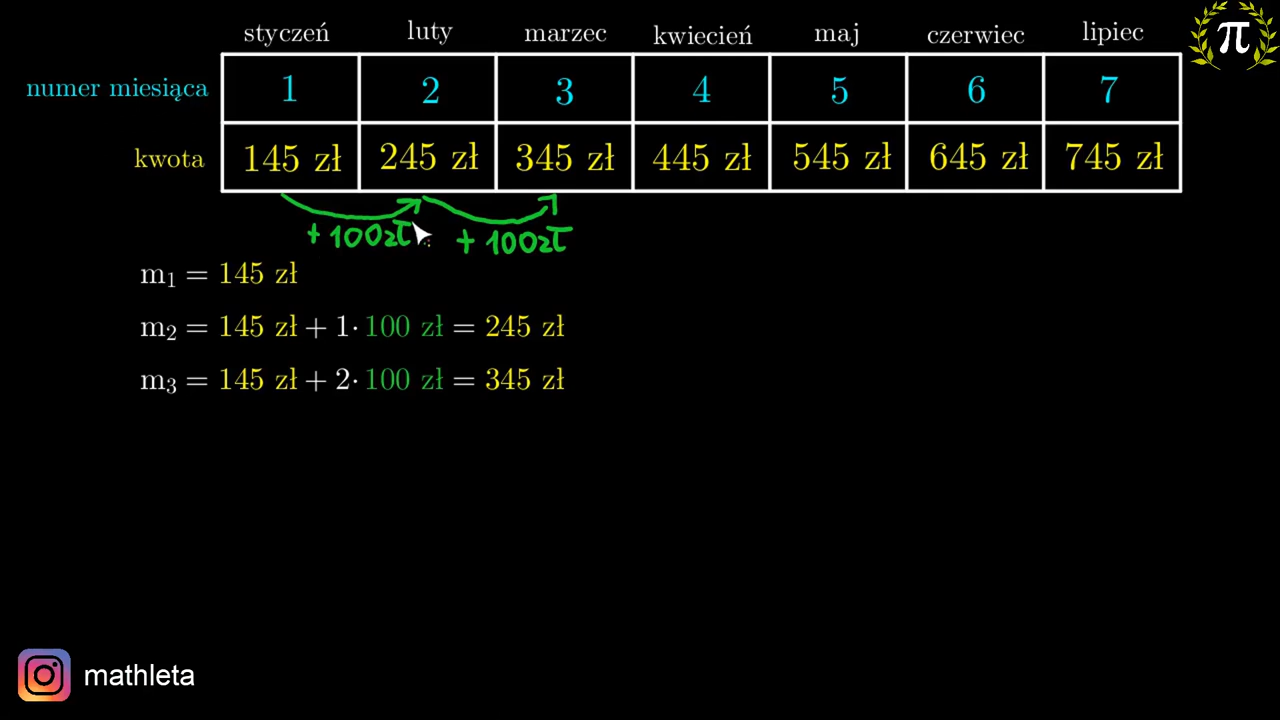 styczeń luty marzec kwiecień maj czerwiec lipiec
π
numer miesiąca 1 2 3 4 5 6 7
kwota 145 zł 245 zł 345 zł 445 zł 545 zł 645 zł 745 zł
+ 100zł + 100zł
m₁ = 145 zł
m₂ = 145 zł + 1· 100 zł = 245 zł
m₃ = 145 zł + 2· 100 zł = 345 zł
mathleta